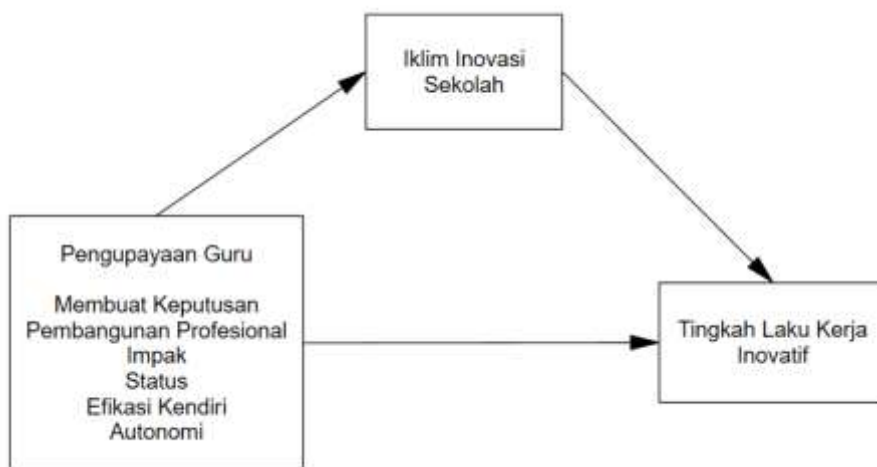 Iklim Inovasi
Sekolah
Pengupayaan Guru
Membuat Keputusan
Pembangunan Profesional
Impak
Status
Efikasi Kendiri
Autonomi
Tingkah Laku Kerja
Inovatif